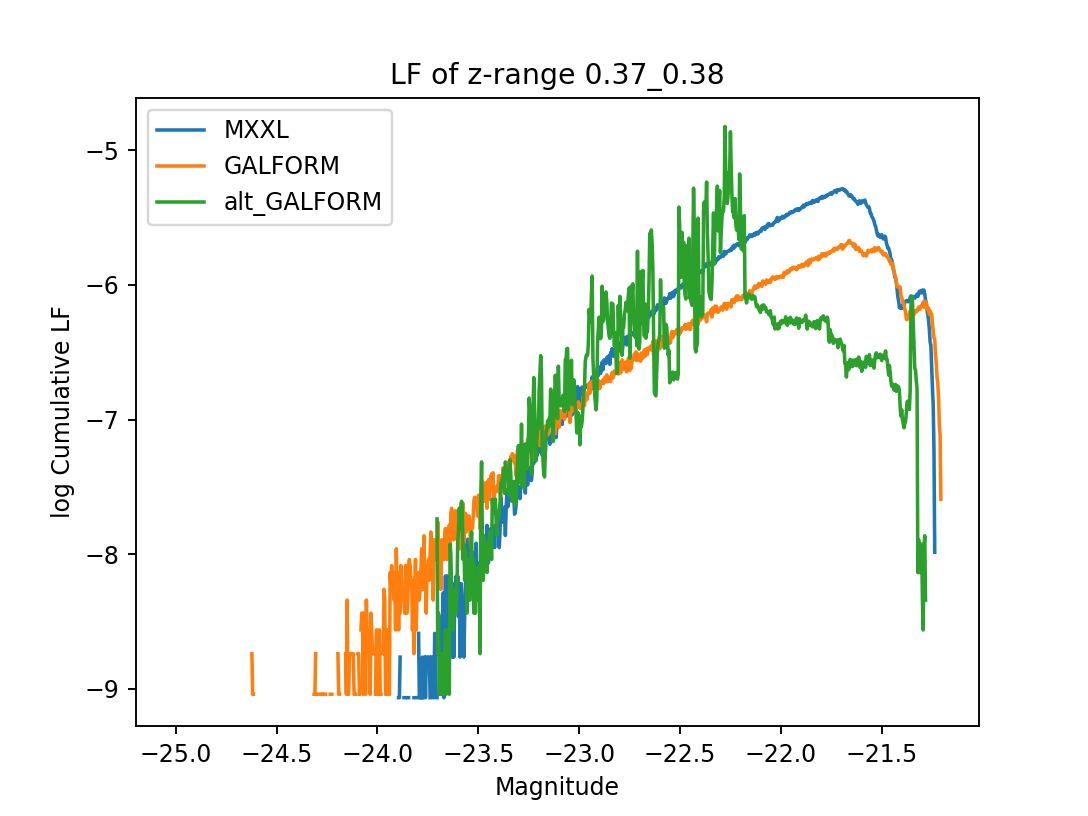 LF of z-range 0.37_0.38
MXXL
GALFORM
alt_GALFORM
−5
−6
−7
−8
−9
log Cumulative LF
−25.0
−24.5
−24.0
−23.5
−23.0
−22.5
−22.0
−21.5
Magnitude